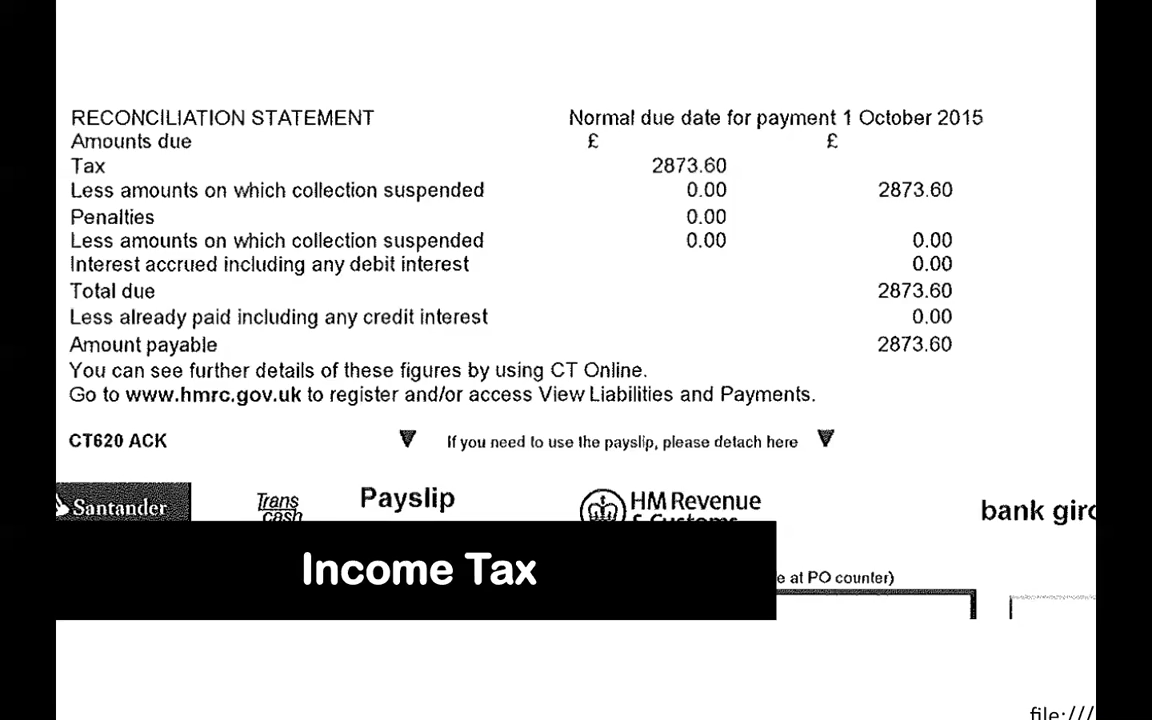 RECONCILIATION STATEMENT Normal due date for payment 1 October 2015
Amounts due £ £
Tax 2873.60
Less amounts on which collection suspended 0.00 2873.60
Penalties 0.00
Less amounts on which collection suspended 0.00 0.00
Interest accrued including any debit interest 0.00
Total due 2873.60
Less already paid including any credit interest 0.00
Amount payable 2873.60
You can see further details of these figures by using CT Online.
Go to www.hmrc.gov.uk to register and/or access View Liabilities and Payments.
CT620 ACK ▼ If you need to use the payslip, please detach here ▼
Santander Trans cash Payslip HM Revenue & Customs bank giro
Income Tax
e at PO counter)
file:///